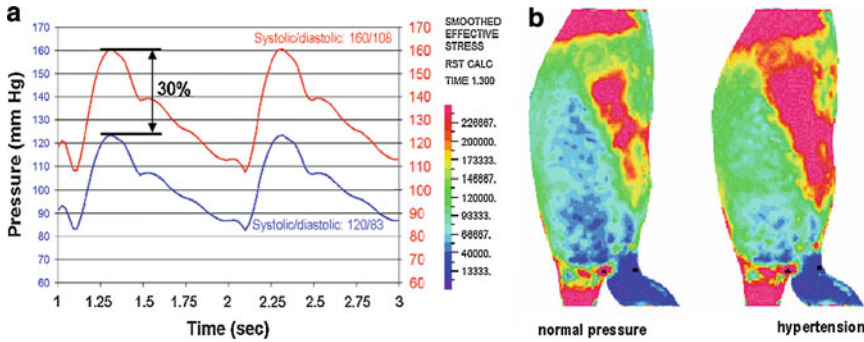 a
170
160
150
140
130
120
110
100
90
80
70
60
Pressure (mm Hg)
Systolic/diastolic: 160/108
30%
Systolic/diastolic: 120/83
170
160
150
140
130
120
110
100
90
80
70
60
1 1.25 1.5 1.75 2 2.25 2.5 2.75 3
Time (sec)
SMOOTHED
EFFECTIVE
STRESS
RST CALC
TIME 1.300
226667.
200000.
173333.
146667.
120000.
93333.
66667.
40000.
13333.
b
normal pressure
hypertension